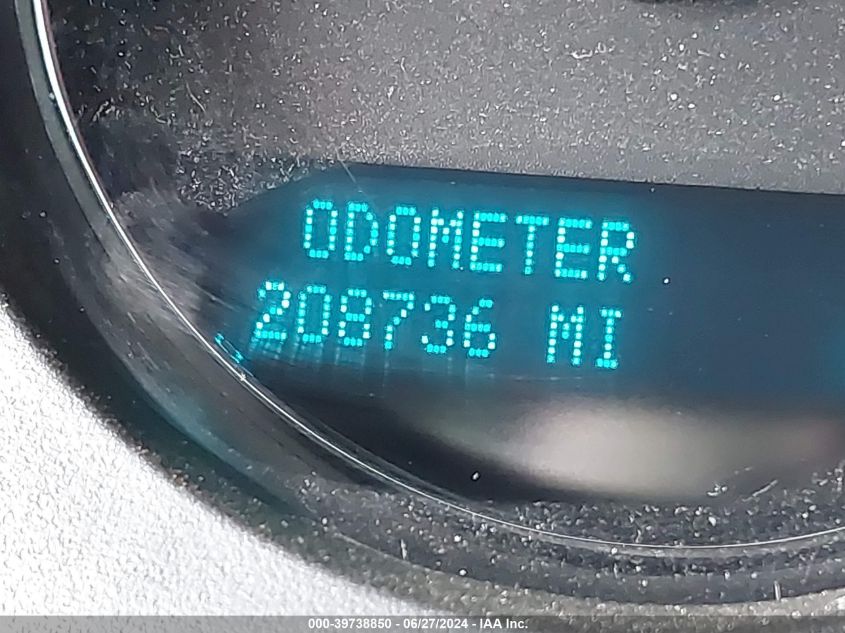 ODOMETER
208736 MI
000-39738850 / 06/27/2024 - IAA Inc.